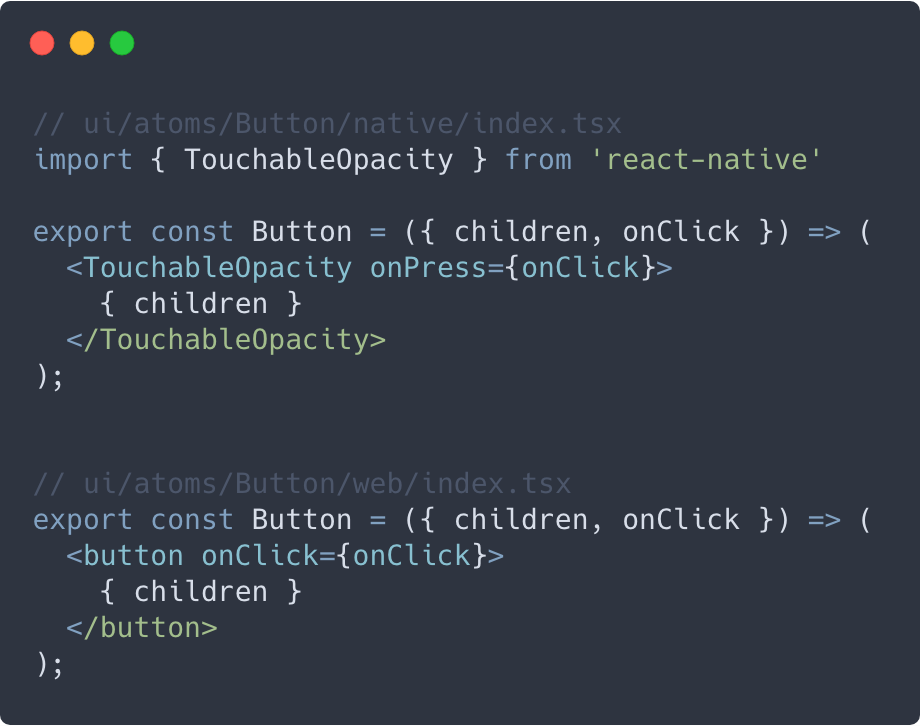 // ui/atoms/Button/native/index.tsx
import { TouchableOpacity } from 'react-native'
export const Button = ({ children, onClick }) => (
  <TouchableOpacity onPress={onClick}>
    { children }
  </TouchableOpacity>
);
// ui/atoms/Button/web/index.tsx
export const Button = ({ children, onClick }) => (
  <button onClick={onClick}>
    { children }
  </button>
);